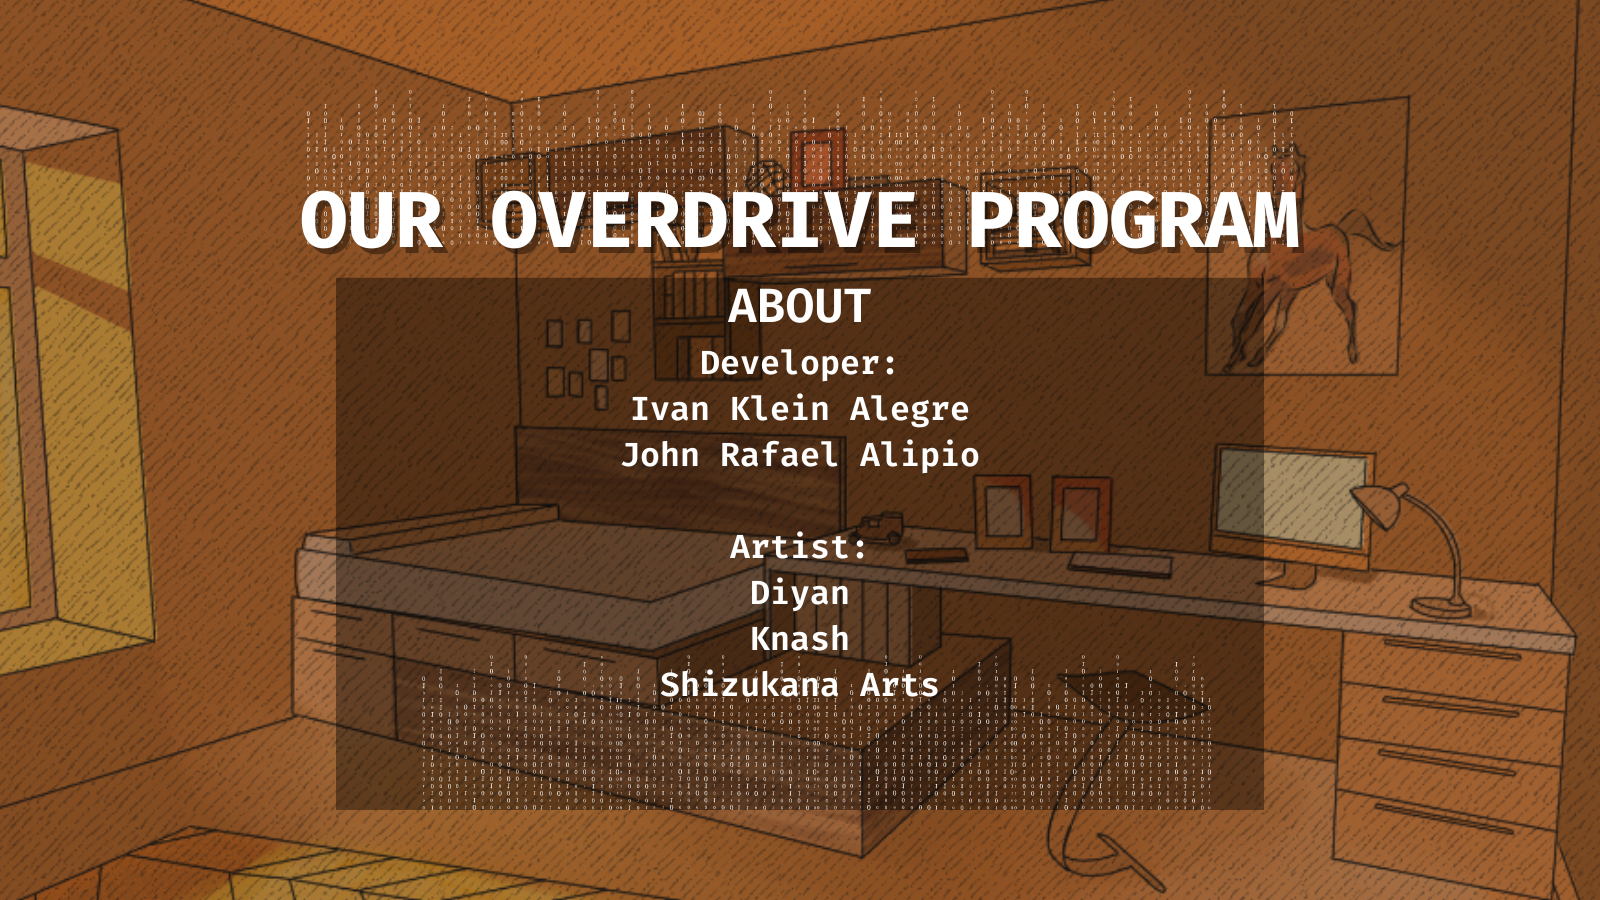 OUR OVERDRIVE PROGRAM
ABOUT
Developer:
Ivan Klein Alegre
John Rafael Alipio
Artist:
Diyan
Knash
Shizukana Arts